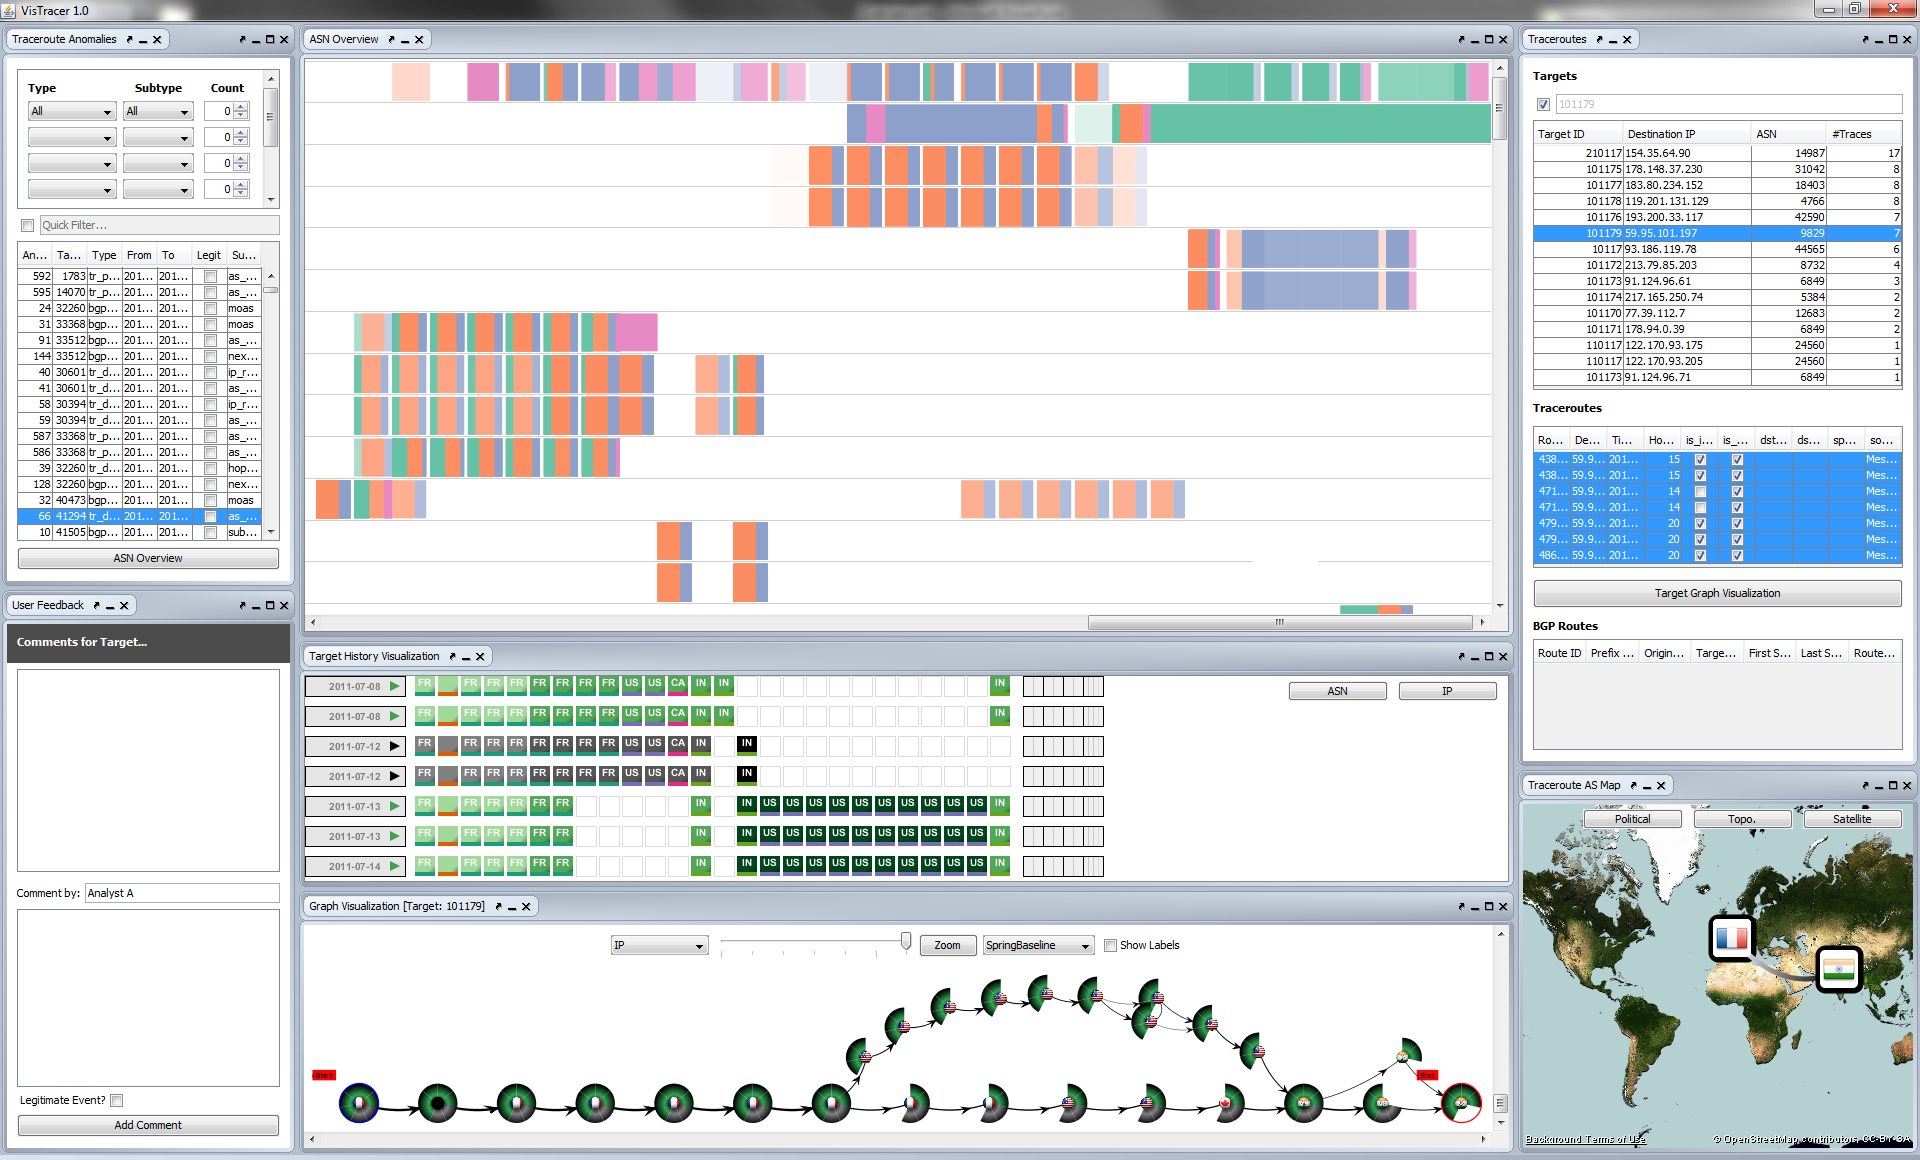 VisTracer 1.0
Traceroute Anomalies
Type Subtype Count
All All 0
0
0
0
Quick Filter...
An... Ta... Type From To Legit Su...
592 1783 tr_p... 201... 201... as_...
595 14070 tr_p... 201... 201... as_...
24 32260 bgp... 201... 201... moas
31 33368 bgp... 201... 201... moas
91 33512 bgp... 201... 201... as_...
144 33512 bgp... 201... 201... nex...
40 30601 tr_d... 201... 201... ip_r...
41 30601 tr_d... 201... 201... as_...
58 30394 tr_d... 201... 201... ip_r...
59 30394 tr_d... 201... 201... as_...
587 33368 tr_p... 201... 201... as_...
586 33368 tr_p... 201... 201... as_...
39 32260 tr_d... 201... 201... hop...
128 32260 bgp... 201... 201... nex...
32 40473 bgp... 201... 201... moas
66 41294 tr_d... 201... 201... as_...
10 41505 bgp... 201... 201... sub...
ASN Overview
User Feedback
Comments for Target...
Comment by: Analyst A
Legitimate Event?
Add Comment
ASN Overview
Target History Visualization
ASN IP
2011-07-08 FR FR FR FR FR FR FR FR US US CA IN IN IN
2011-07-08 FR FR FR FR FR FR FR FR US US CA IN IN IN
2011-07-12 FR FR FR FR FR FR FR FR US US CA IN IN
2011-07-12 FR FR FR FR FR FR FR FR US US CA IN IN
2011-07-13 FR FR FR FR FR FR IN IN US US US US US US US US US US IN
2011-07-13 FR FR FR FR FR FR IN IN US US US US US US US US US US IN
2011-07-14 FR FR FR FR FR FR IN IN US US US US US US US US US US IN
Graph Visualization [Target: 101179]
IP Zoom SpringBaseline Show Labels
Traceroutes
Targets
101179
Target ID Destination IP ASN #Traces
210117 154.35.64.90 14987 17
101175 178.148.37.230 31042 8
101177 183.80.234.152 18403 8
101178 119.201.131.129 4766 8
101176 193.200.33.117 42590 7
101179 59.95.101.197 9829 7
10117 93.186.119.78 44565 6
101172 213.79.85.203 8732 4
101173 91.124.96.61 6849 3
101174 217.165.250.74 5384 2
101170 77.39.112.7 12683 2
101171 178.94.0.39 6849 2
110117 122.170.93.175 24560 1
110117 122.170.93.205 24560 1
101173 91.124.96.71 6849 1
Traceroutes
Ro... De... Ti... Ho... is_i... is_... dst... ds... sp... so...
438... 59.9... 201... 15 Mes...
438... 59.9... 201... 15 Mes...
471... 59.9... 201... 14 Mes...
471... 59.9... 201... 14 Mes...
479... 59.9... 201... 20 Mes...
479... 59.9... 201... 20 Mes...
486... 59.9... 201... 20 Mes...
Target Graph Visualization
BGP Routes
Route ID Prefix ... Origin... Targe... First S... Last S... Route...
Traceroute AS Map
Political Topo. Satellite
Background Terms of Use
© OpenStreetMap contributors, CC-BY-SA